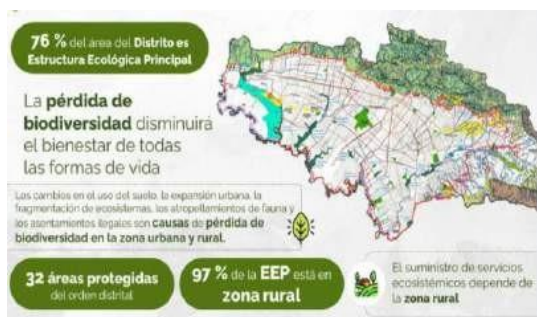 76 % del área del Distrito es
Estructura Ecológica Principal
La pérdida de
biodiversidad disminuirá
el bienestar de todas
las formas de vida
Los cambios en el uso del suelo, la expansión urbana, la
fragmentación de ecosistemas, los atropellamientos de fauna y
los asentamientos ilegales son causas de pérdida de
biodiversidad en la zona urbana y rural.
32 áreas protegidas
del orden distrital
97 % de la EEP está en
zona rural
El suministro de servicios
ecosistémicos depende de
la zona rural